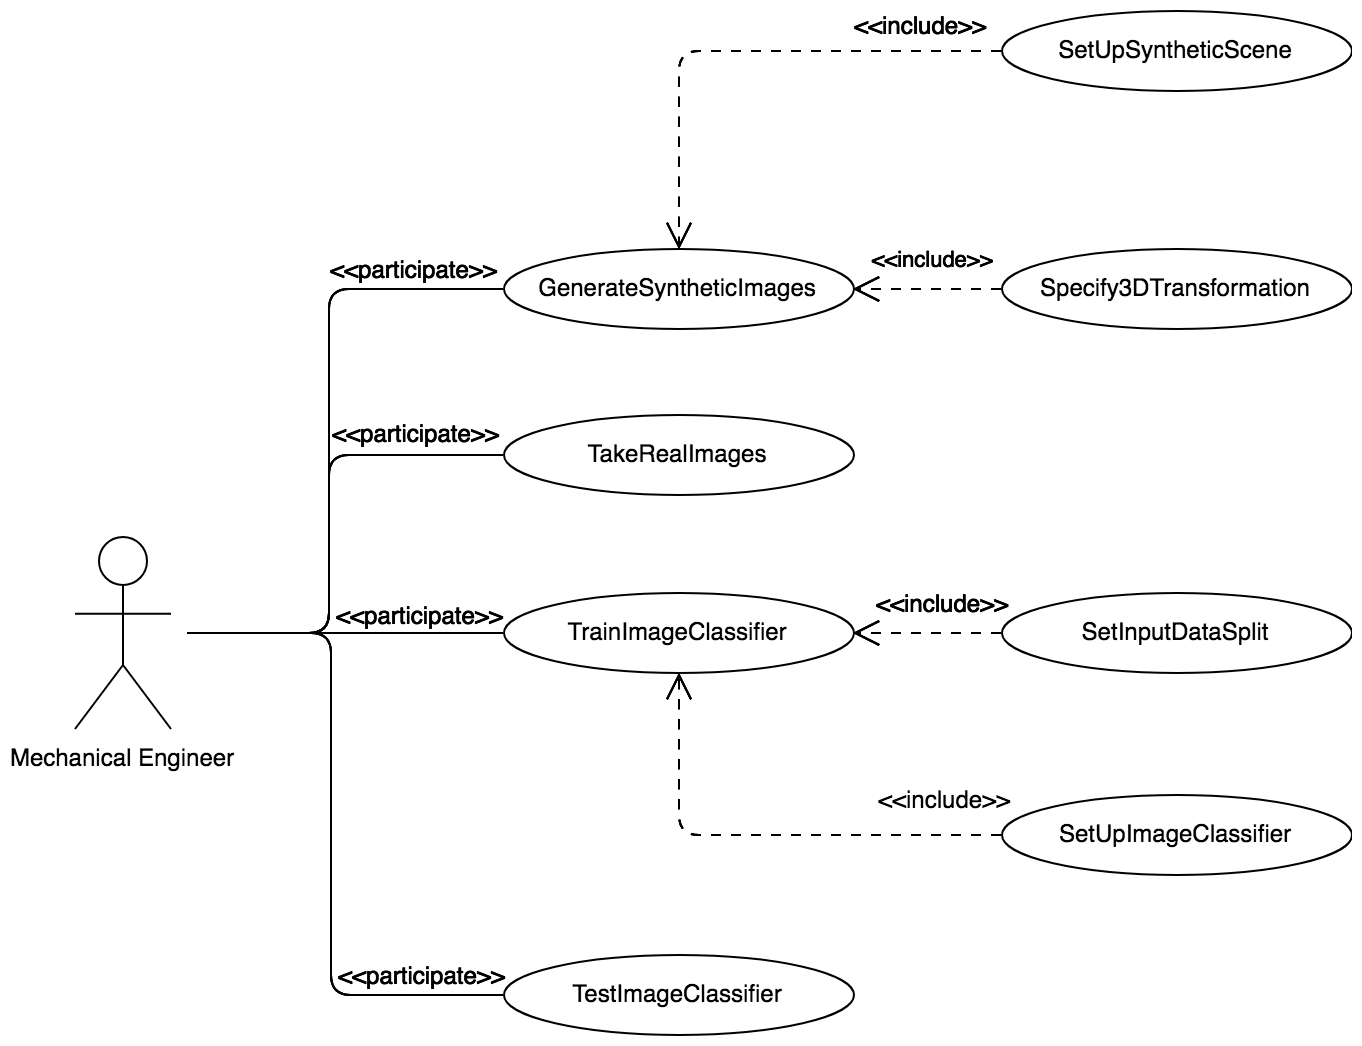 <<include>>
SetUpSyntheticScene
<<participate>>
GenerateSyntheticImages
<<include>>
Specify3DTransformation
<<participate>>
TakeRealImages
<<participate>>
TrainImageClassifier
<<include>>
SetInputDataSplit
Mechanical Engineer
<<include>>
SetUpImageClassifier
<<participate>>
TestImageClassifier